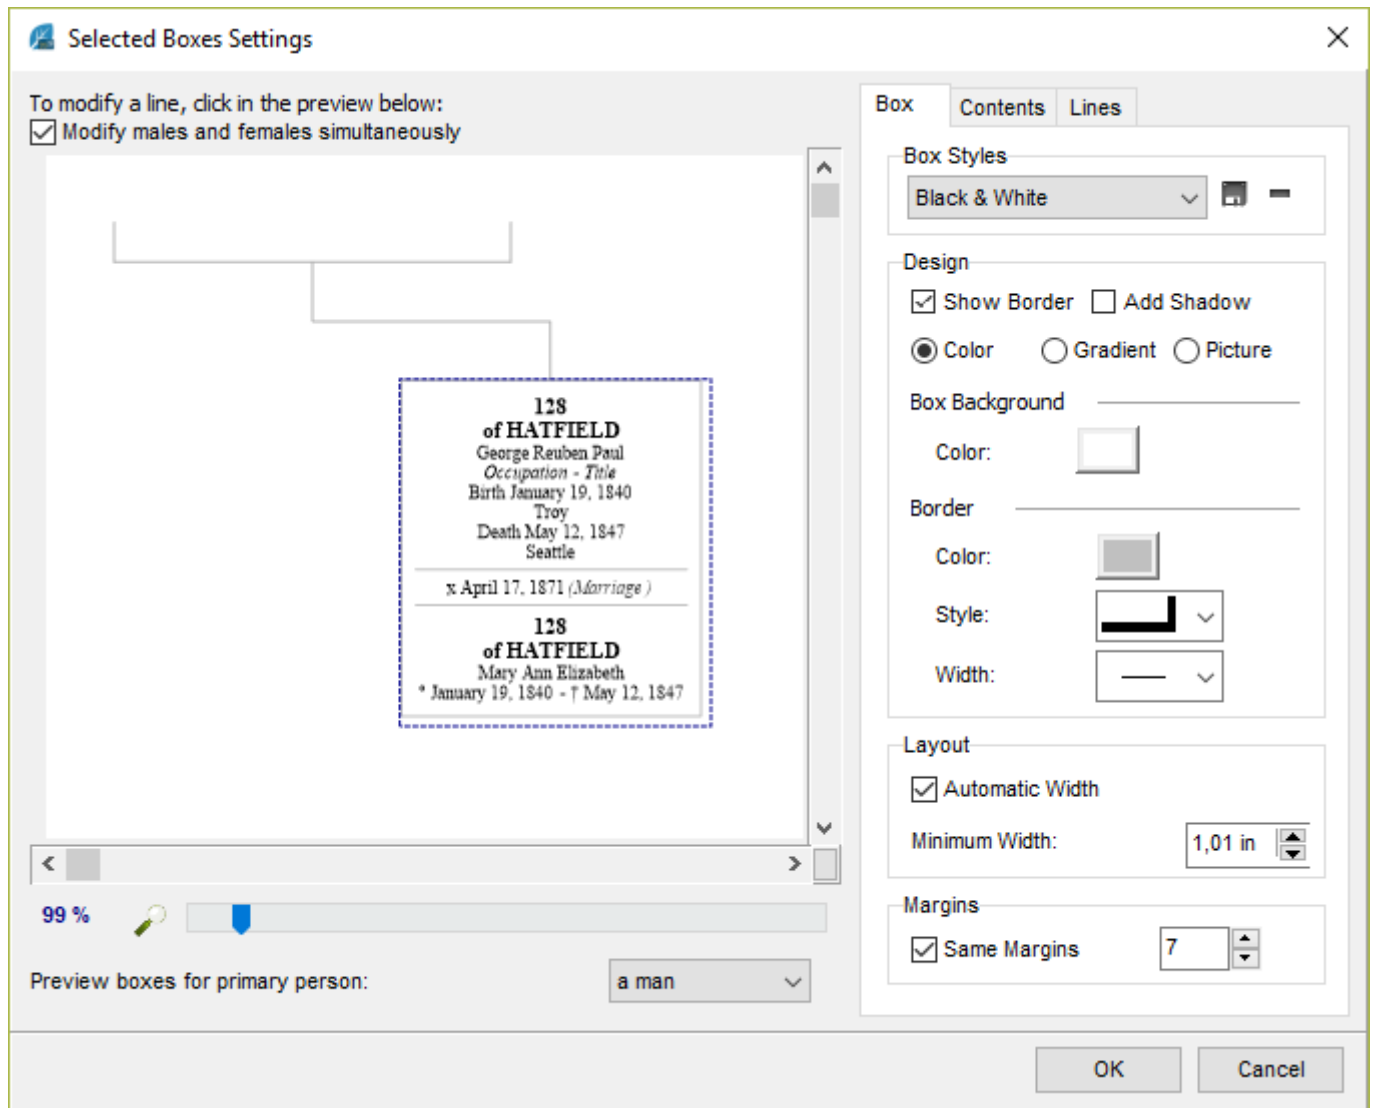 Selected Boxes Settings
To modify a line, click in the preview below:
Modify males and females simultaneously
128
of HATFIELD
George Reuben Paul
Occupation - Title
Birth January 19, 1840
Troy
Death May 12, 1847
Seattle
x April 17, 1871 (Marriage )
128
of HATFIELD
Mary Ann Elizabeth
* January 19, 1840 - † May 12, 1847
99 %
Preview boxes for primary person:
a man
Box Contents Lines
Box Styles
Black & White
Design
Show Border Add Shadow
Color Gradient Picture
Box Background
Color:
Border
Color:
Style:
Width:
Layout
Automatic Width
Minimum Width: 1,01 in
Margins
Same Margins 7
OK Cancel